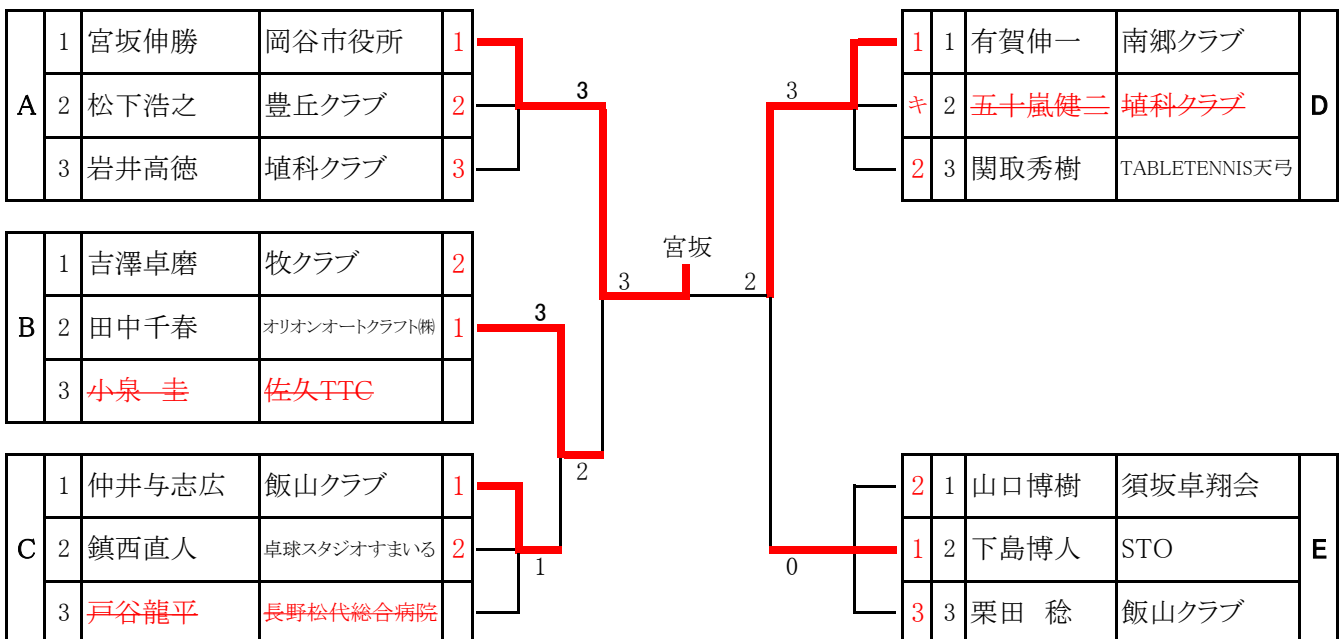 A
1 宮坂伸勝 岡谷市役所 1
2 松下浩之 豊丘クラブ 2
3 岩井高徳 埴科クラブ 3
B
1 吉澤卓磨 牧クラブ 2
2 田中千春 オリオンオートクラフト㈱ 1
3 小泉 圭 佐久TTC
C
1 仲井与志広 飯山クラブ 1
2 鎮西直人 卓球スタジオすまいる 2
3 戸谷龍平 長野松代総合病院
3
3
2
1
3
宮坂
2
3
0
D
1 1 有賀伸一 南郷クラブ
キ 2 五十嵐健二 埴科クラブ
2 3 関取秀樹 TABLETENNIS天弓
E
2 1 山口博樹 須坂卓翔会
1 2 下島博人 STO
3 3 栗田 稔 飯山クラブ